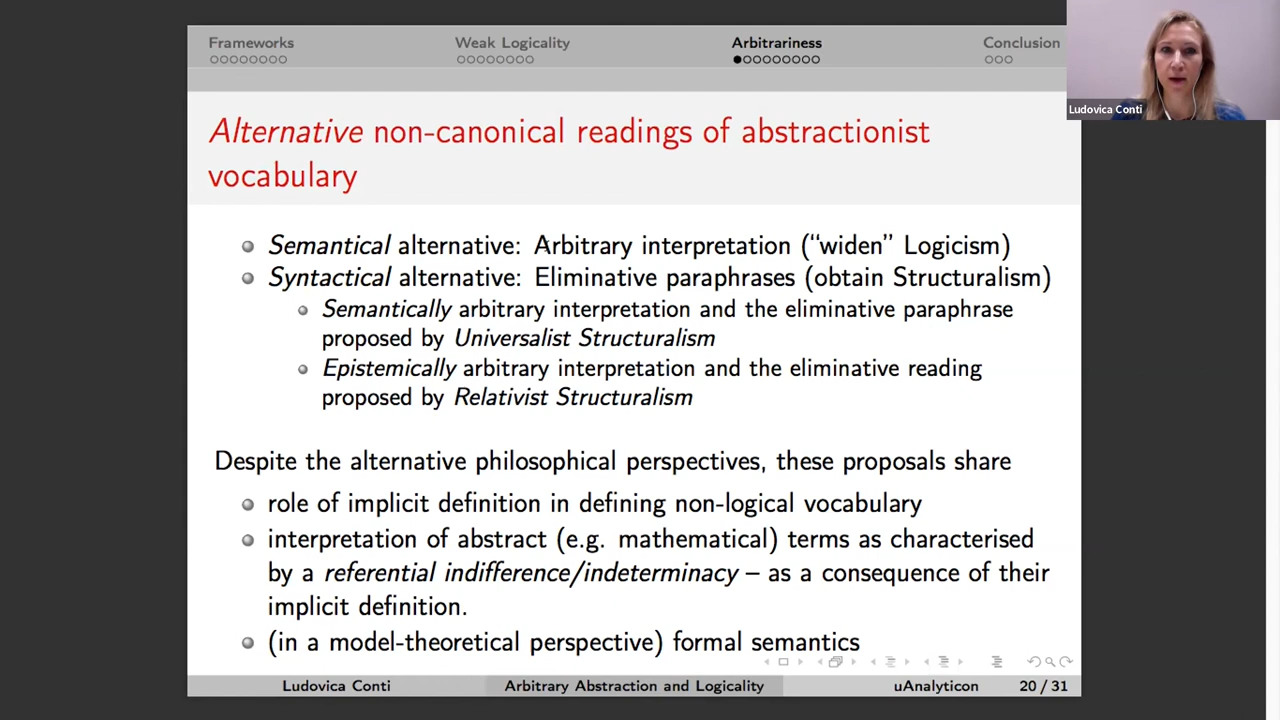 Frameworks Weak Logicality Arbitrariness Conclusion
Ludovica Conti
Alternative non-canonical readings of abstractionist
vocabulary
Semantical alternative: Arbitrary interpretation (“widen” Logicism)
Syntactical alternative: Eliminative paraphrases (obtain Structuralism)
Semantically arbitrary interpretation and the eliminative paraphrase
proposed by Universalist Structuralism
Epistemically arbitrary interpretation and the eliminative reading
proposed by Relativist Structuralism
Despite the alternative philosophical perspectives, these proposals share
role of implicit definition in defining non-logical vocabulary
interpretation of abstract (e.g. mathematical) terms as characterised
by a referential indifference/indeterminacy – as a consequence of their
implicit definition.
(in a model-theoretical perspective) formal semantics
Ludovica Conti Arbitrary Abstraction and Logicality uAnalyticon 20 / 31